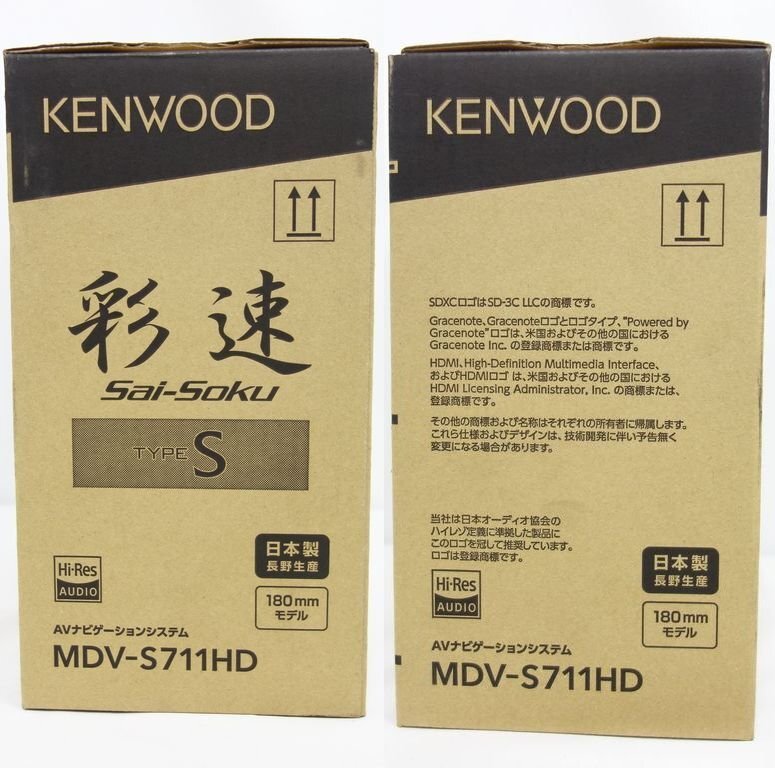 KENWOOD
彩速
Sai-Soku
TYPE S
Hi-Res
AUDIO
日本製
長野生産
180mm
モデル
AVナビゲーションシステム
MDV-S711HD
KENWOOD
SDXCロゴはSD-3C LLCの商標です。
Gracenote、Gracenoteロゴとロゴタイプ、"Powered by
Gracenote"ロゴは、米国およびその他の国における
Gracenote Inc. の登録商標または商標です。
HDMI、High-Definition Multimedia Interface、
およびHDMIロゴ は、米国およびその他の国における
HDMI Licensing Administrator, Inc. の商標または、
登録商標です。
その他の商標および名称はそれぞれの所有者に帰属します。
これら仕様およびデザインは、技術開発に伴い予告無く
変更になる場合があります。
当社は日本オーディオ協会の
ハイレゾ定義に準拠した製品に
このロゴを冠して推奨しています。
ロゴは登録商標です。
Hi-Res
AUDIO
日本製
長野生産
180mm
モデル
AVナビゲーションシステム
MDV-S711HD